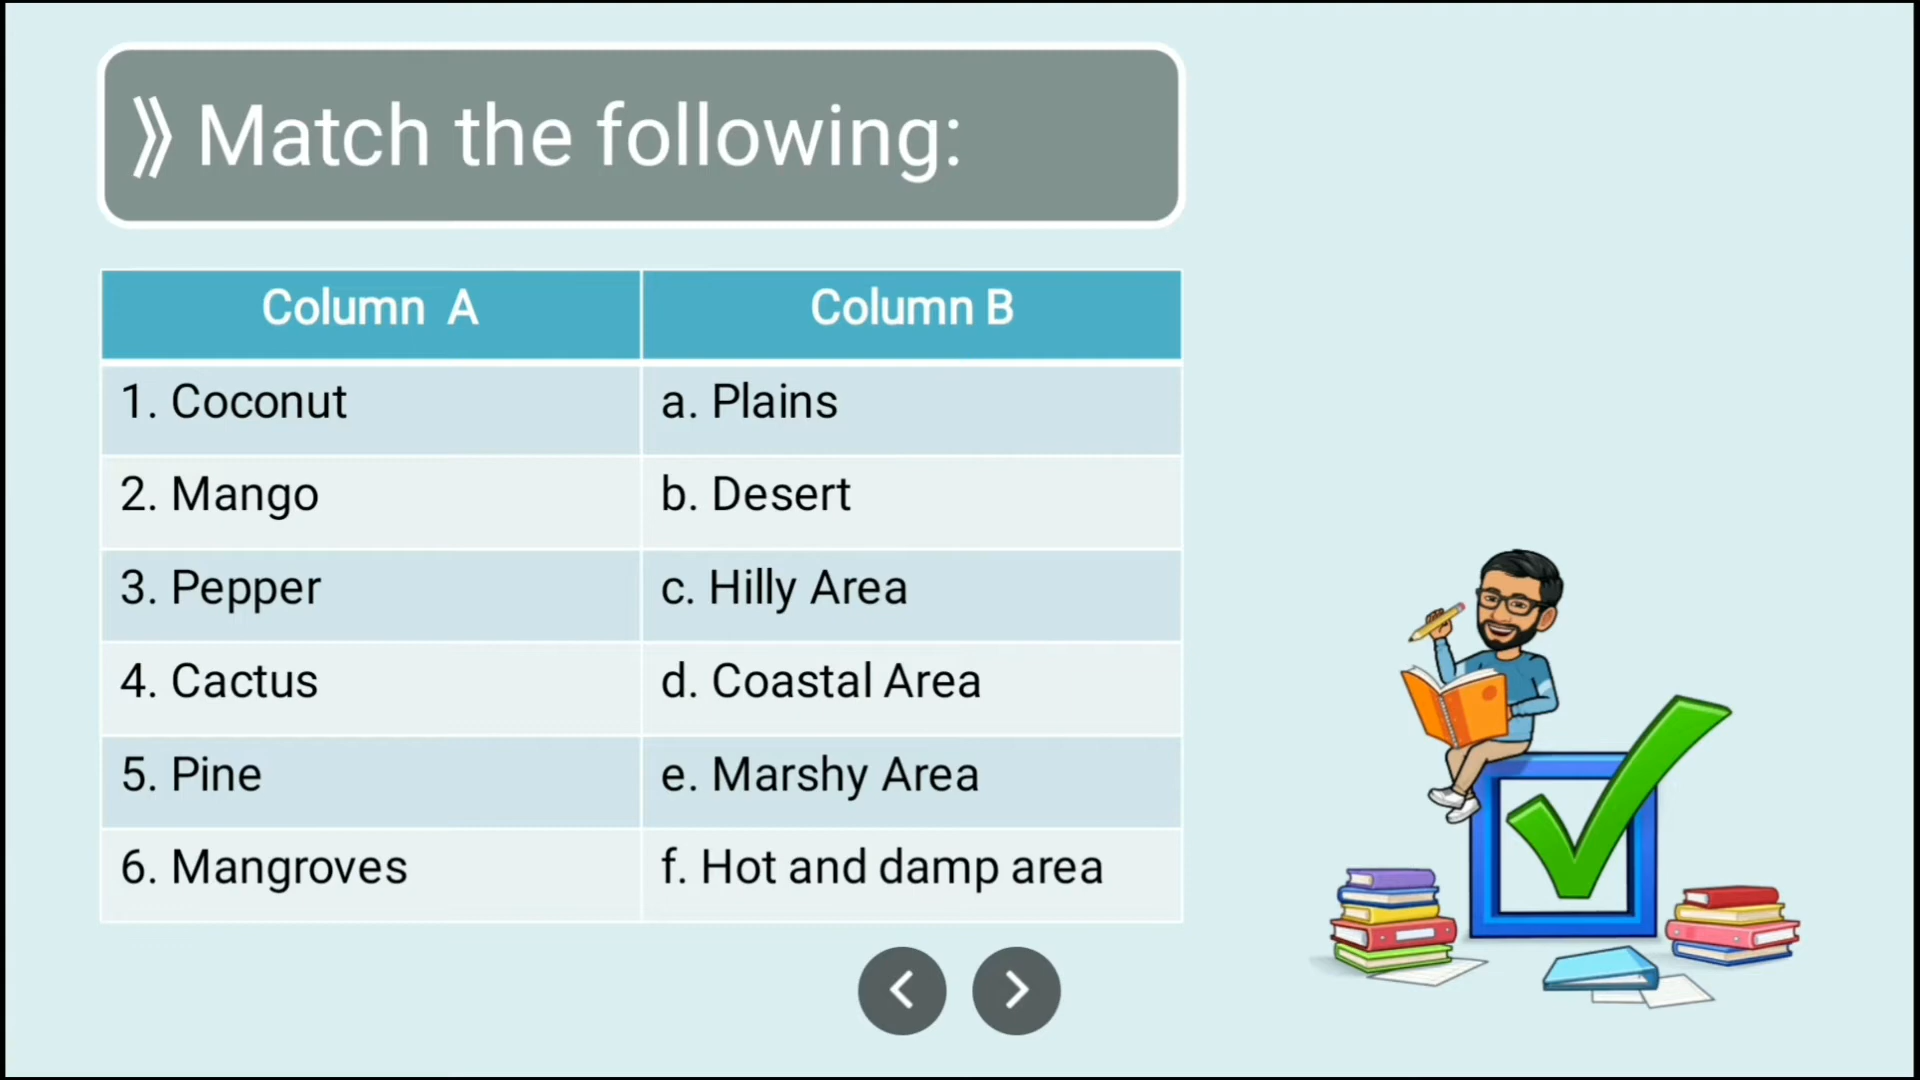 Match the following:
Column A
Column B
1. Coconut
a. Plains
2. Mango
b. Desert
3. Pepper
c. Hilly Area
4. Cactus
d. Coastal Area
5. Pine
e. Marshy Area
6. Mangroves
f. Hot and damp area